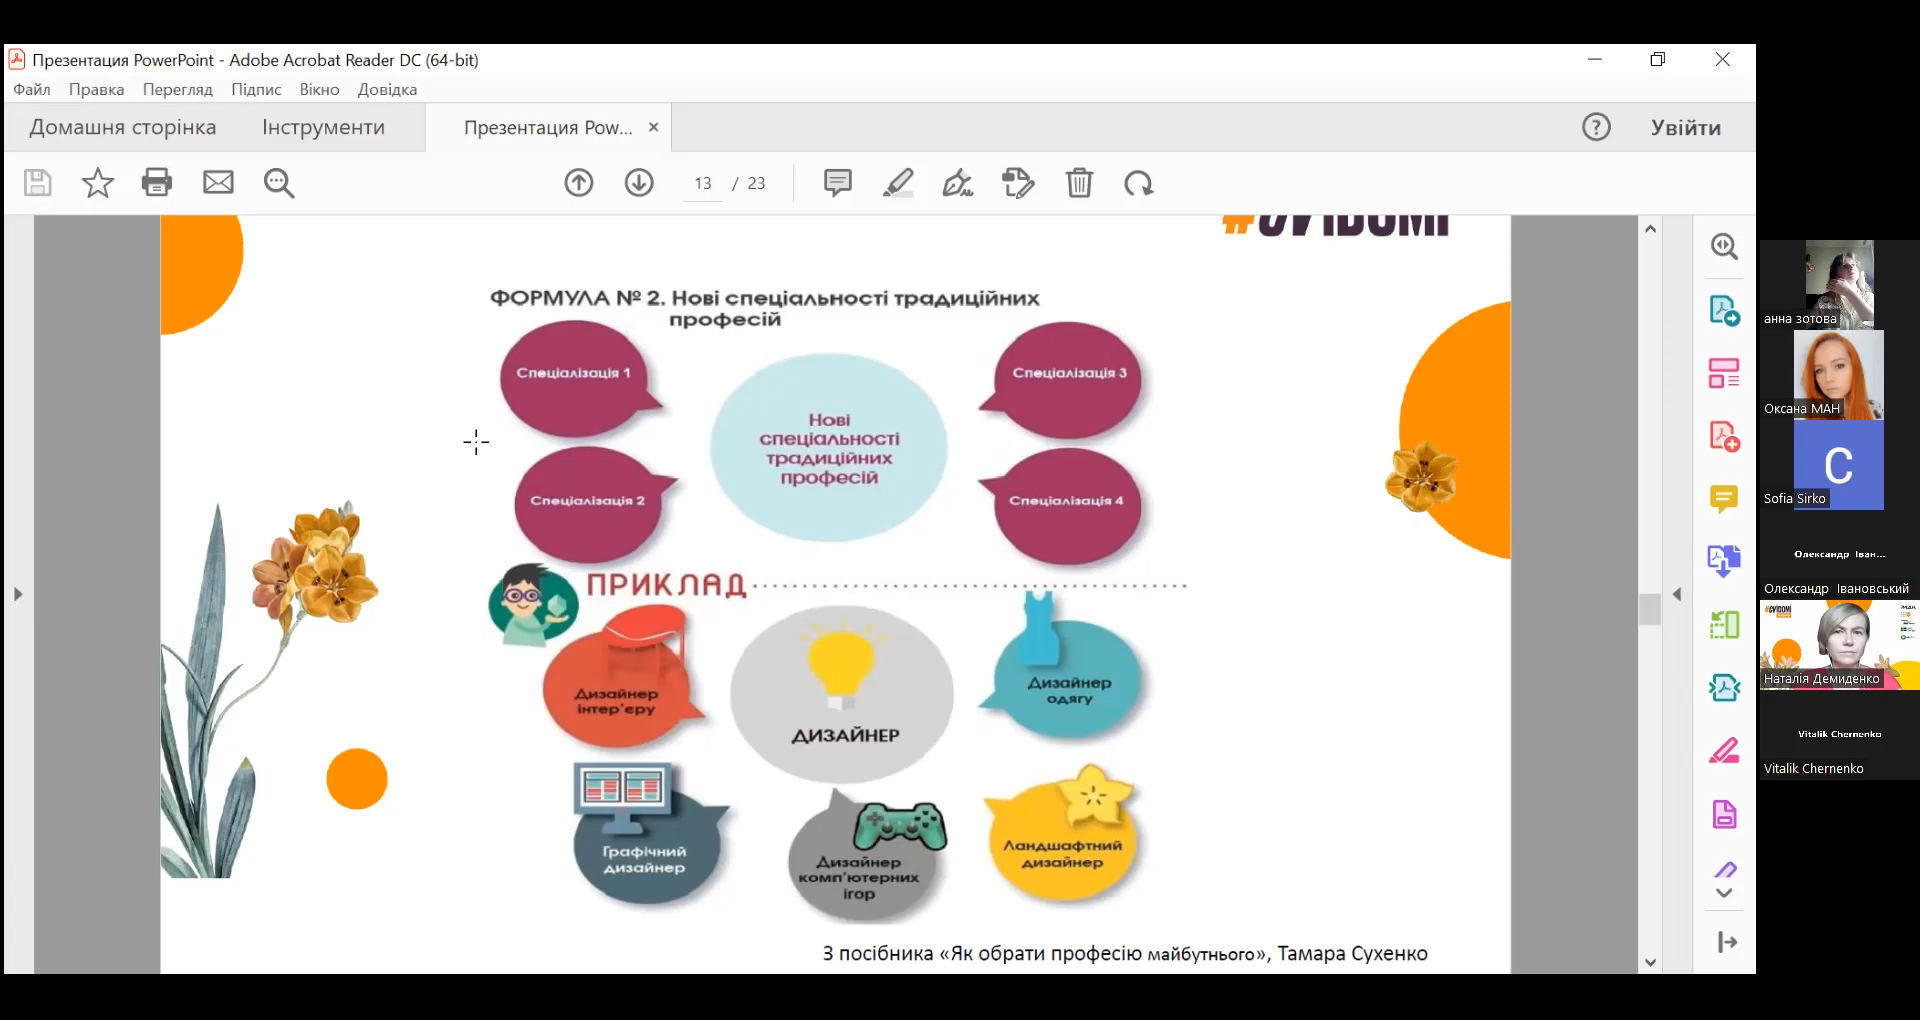 Презентация PowerPoint - Adobe Acrobat Reader DC (64-bit)
Файл Правка Перегляд Підпис Вікно Довідка
Домашня сторінка Інструменти Презентация Pow... × ? Увійти
13 / 23
#GVIDOMI
ФОРМУЛА № 2. Нові спеціальності традиційних
професій
Спеціалізація 1
Спеціалізація 3
Нові
спеціальності
традиційних
професій
Спеціалізація 2
Спеціалізація 4
ПРИКЛАД
Дизайнер
інтер'єру
ДИЗАЙНЕР
Дизайнер
одягу
Графічний
дизайнер
Дизайнер
комп'ютерних
ігор
Ландшафтний
дизайнер
З посібника «Як обрати професію майбутнього», Тамара Сухенко
анна зотова
Оксана МАН
С
Sofia Sirko
Олександр Іван...
Олександр Івановський
#GVIDOMI
Наталія Демиденко
Vitalik Chernenko
Vitalik Chernenko